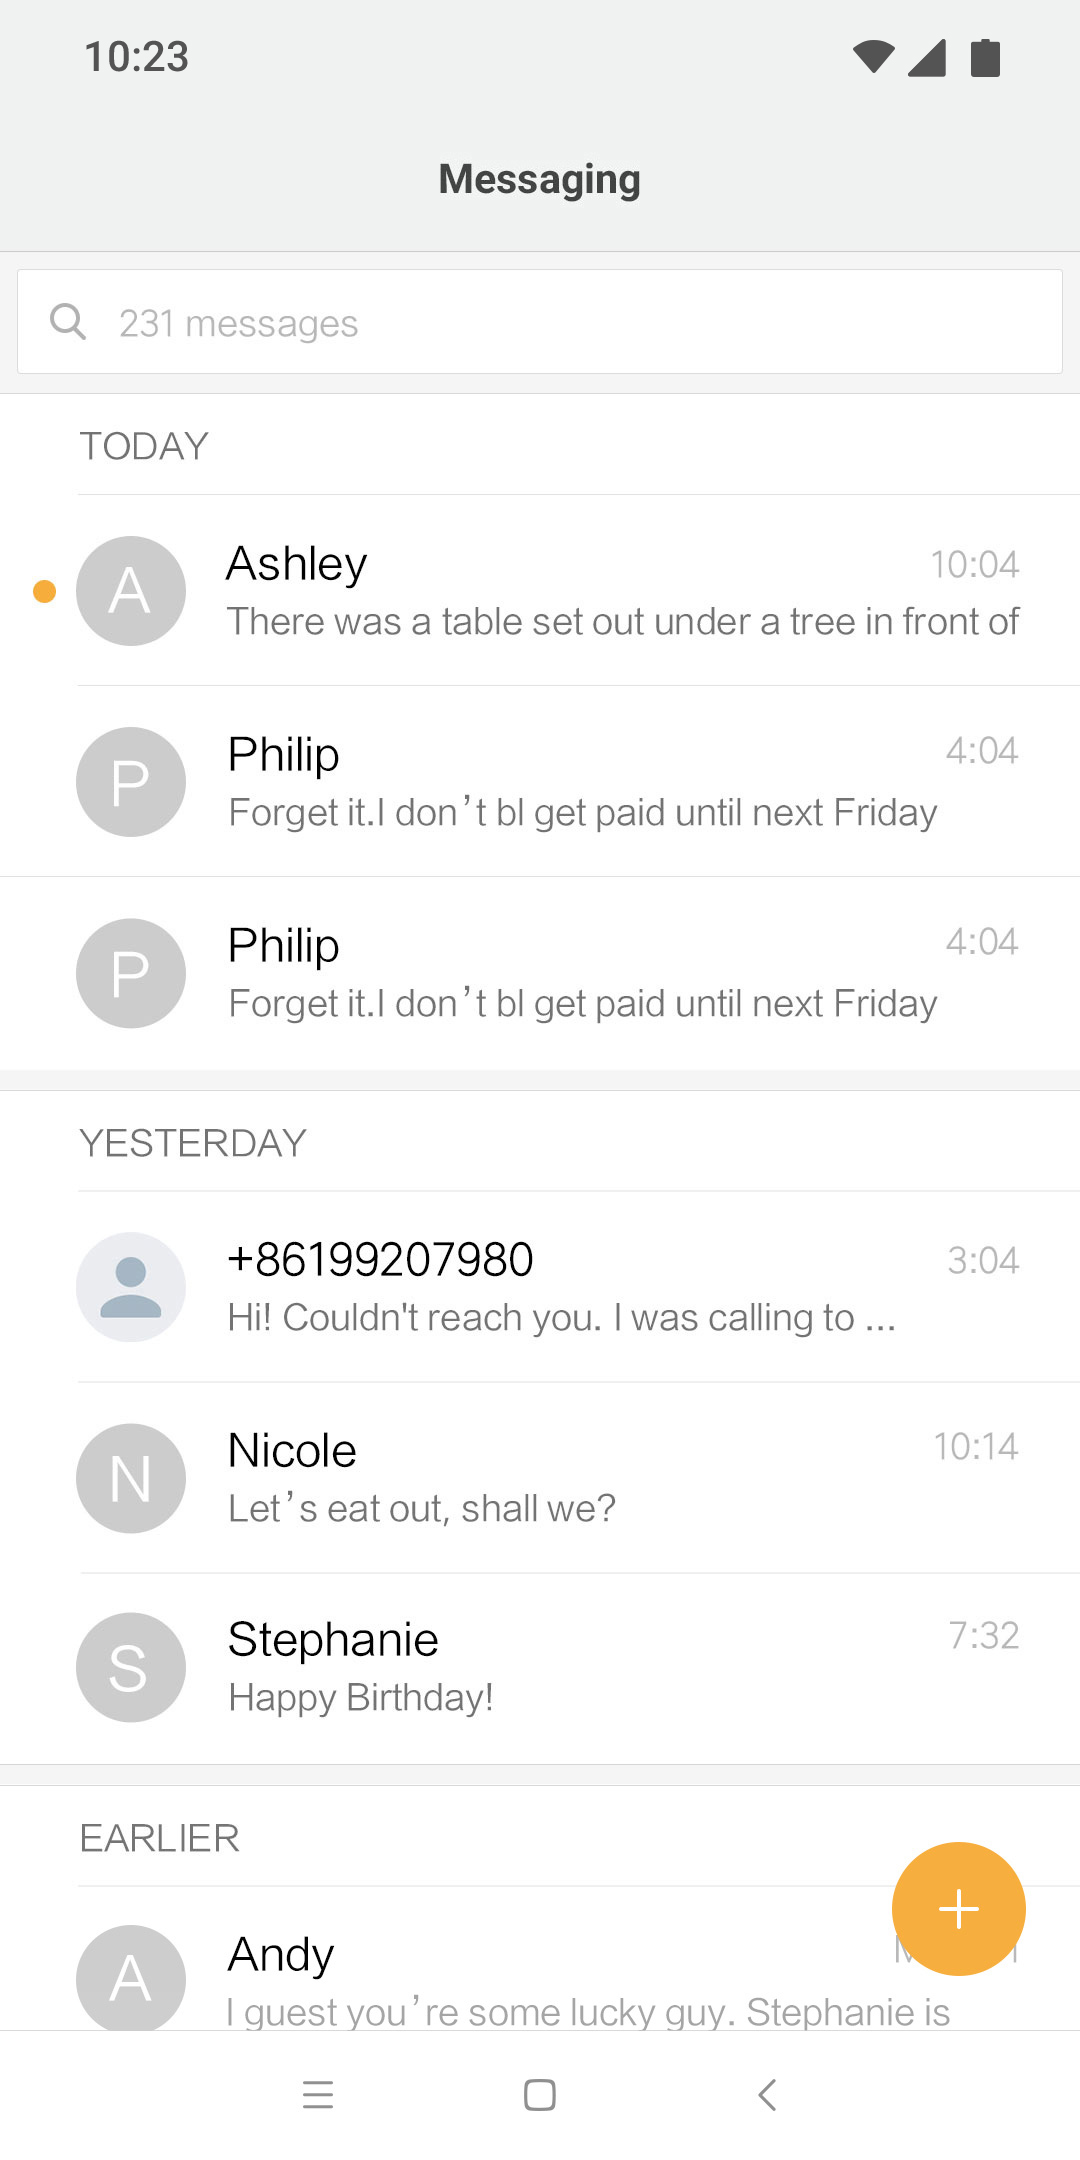 10:23
Messaging
231 messages
TODAY
A
Ashley
10:04
There was a table set out under a tree in front of
P
Philip
4:04
Forget it.I don’t bl get paid until next Friday
P
Philip
4:04
Forget it.I don’t bl get paid until next Friday
YESTERDAY
+86199207980
3:04
Hi! Couldn't reach you. I was calling to ...
N
Nicole
10:14
Let’s eat out, shall we?
S
Stephanie
7:32
Happy Birthday!
EARLIER
A
Andy
I guest you’re some lucky guy. Stephanie is